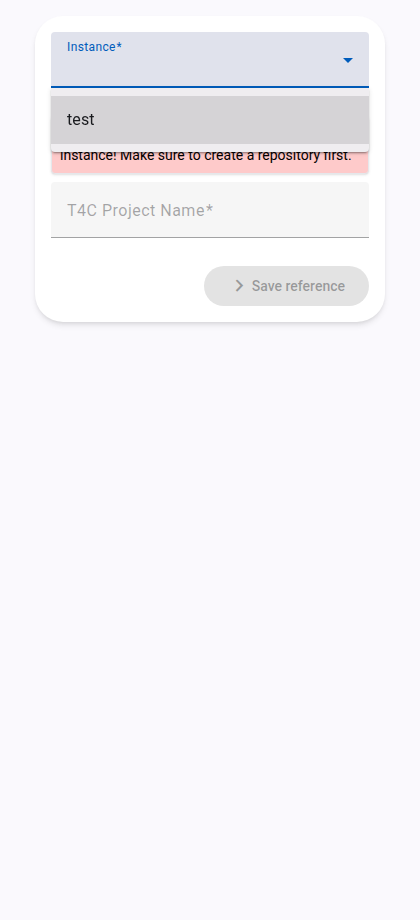 Instance*
test
Instance! Make sure to create a repository first.
T4C Project Name*
Save reference